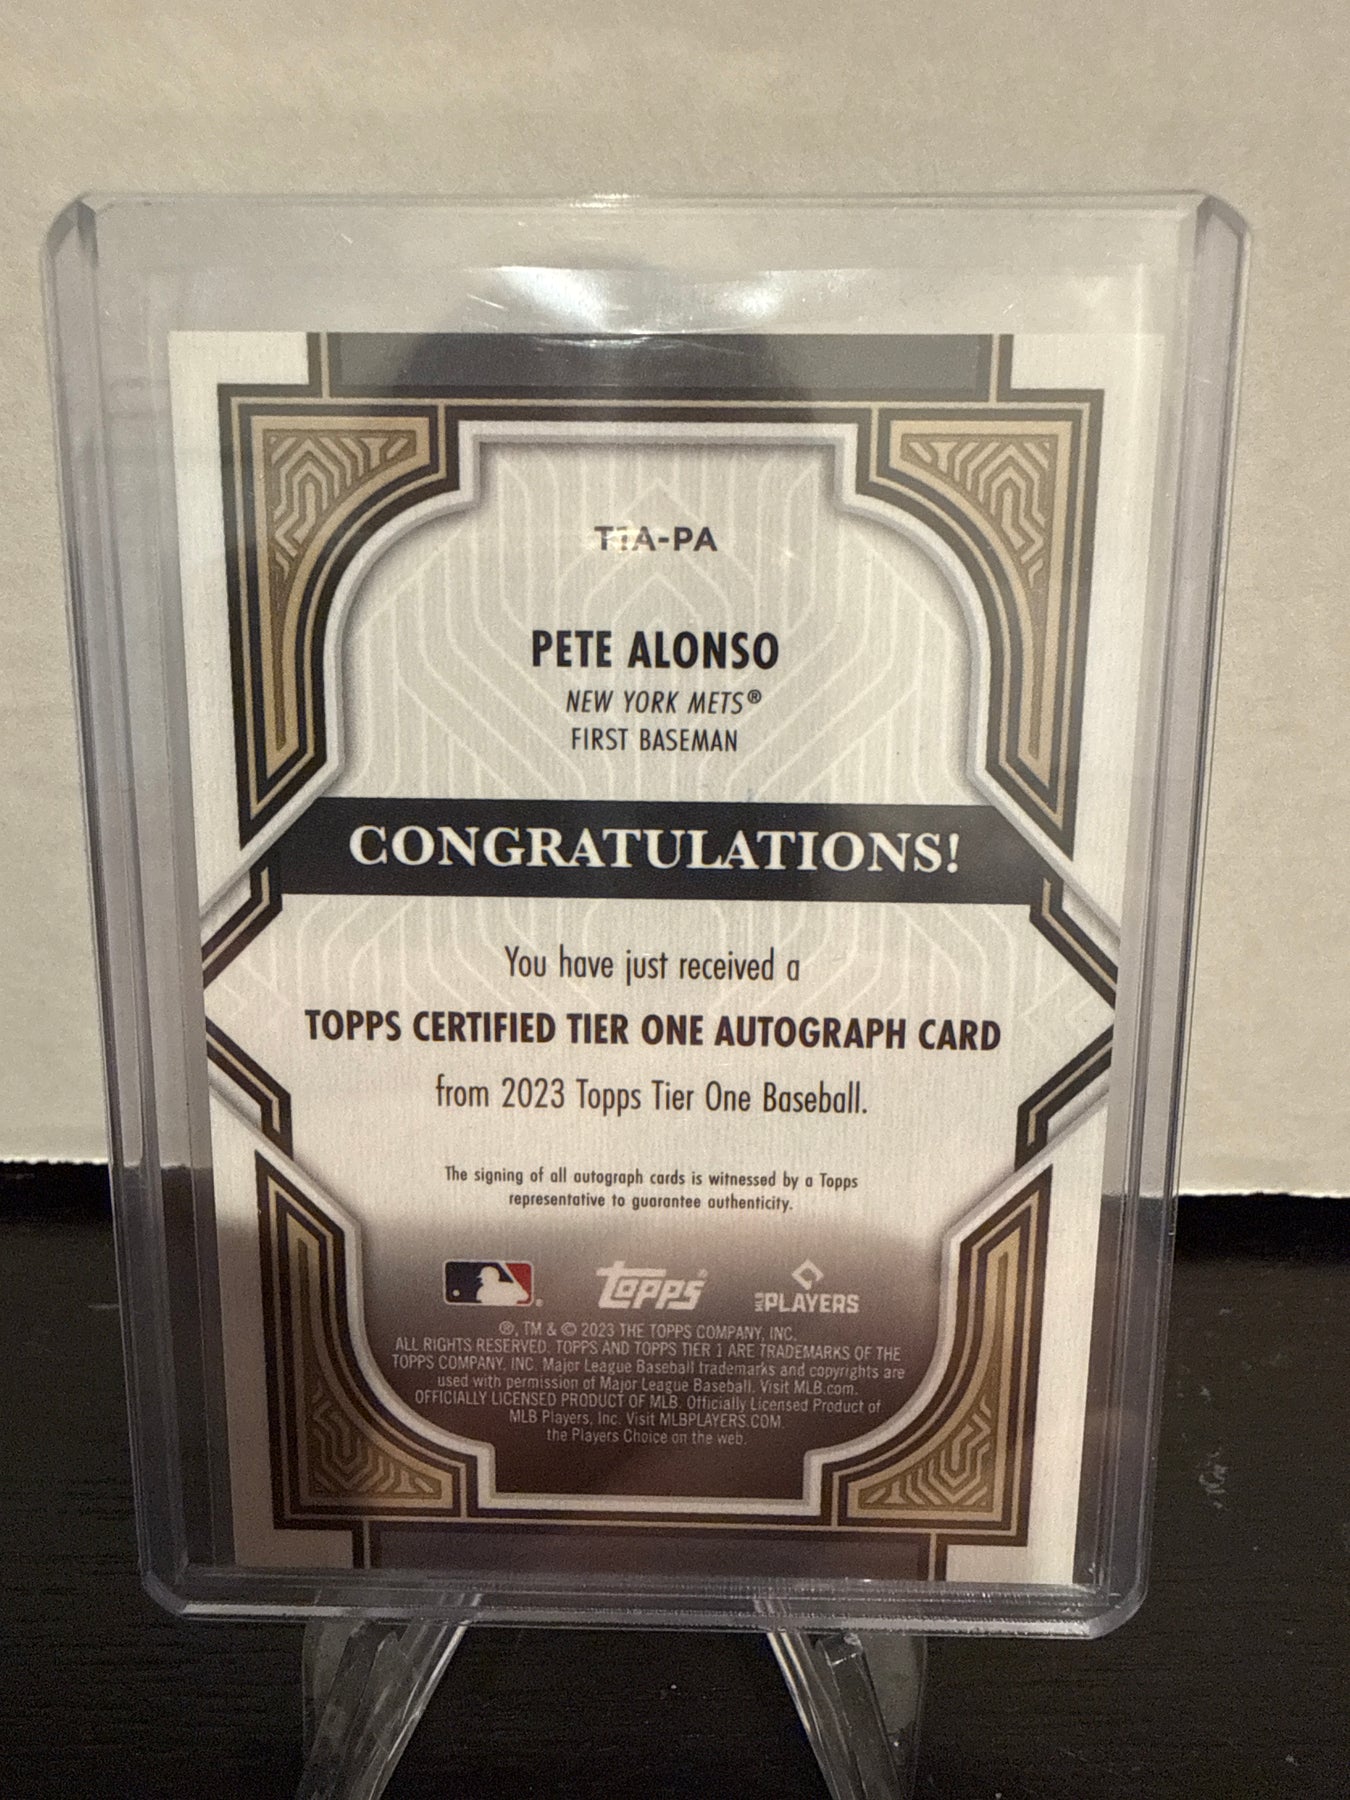 T1A-PA
PETE ALONSO
NEW YORK METS®
FIRST BASEMAN
CONGRATULATIONS!
You have just received a
TOPPS CERTIFIED TIER ONE AUTOGRAPH CARD
from 2023 Topps Tier One Baseball.
The signing of all autograph cards is witnessed by a Topps
representative to guarantee authenticity.
Topps® MLB PLAYERS
®, TM & © 2023 THE TOPPS COMPANY, INC.
ALL RIGHTS RESERVED. TOPPS AND TOPPS TIER 1 ARE TRADEMARKS OF THE
TOPPS COMPANY, INC. Major League Baseball trademarks and copyrights are
used with permission of Major League Baseball. Visit MLB.com.
OFFICIALLY LICENSED PRODUCT OF MLB. Officially Licensed Product of
MLB Players, Inc. Visit MLBPLAYERS.COM,
the Players Choice on the web.